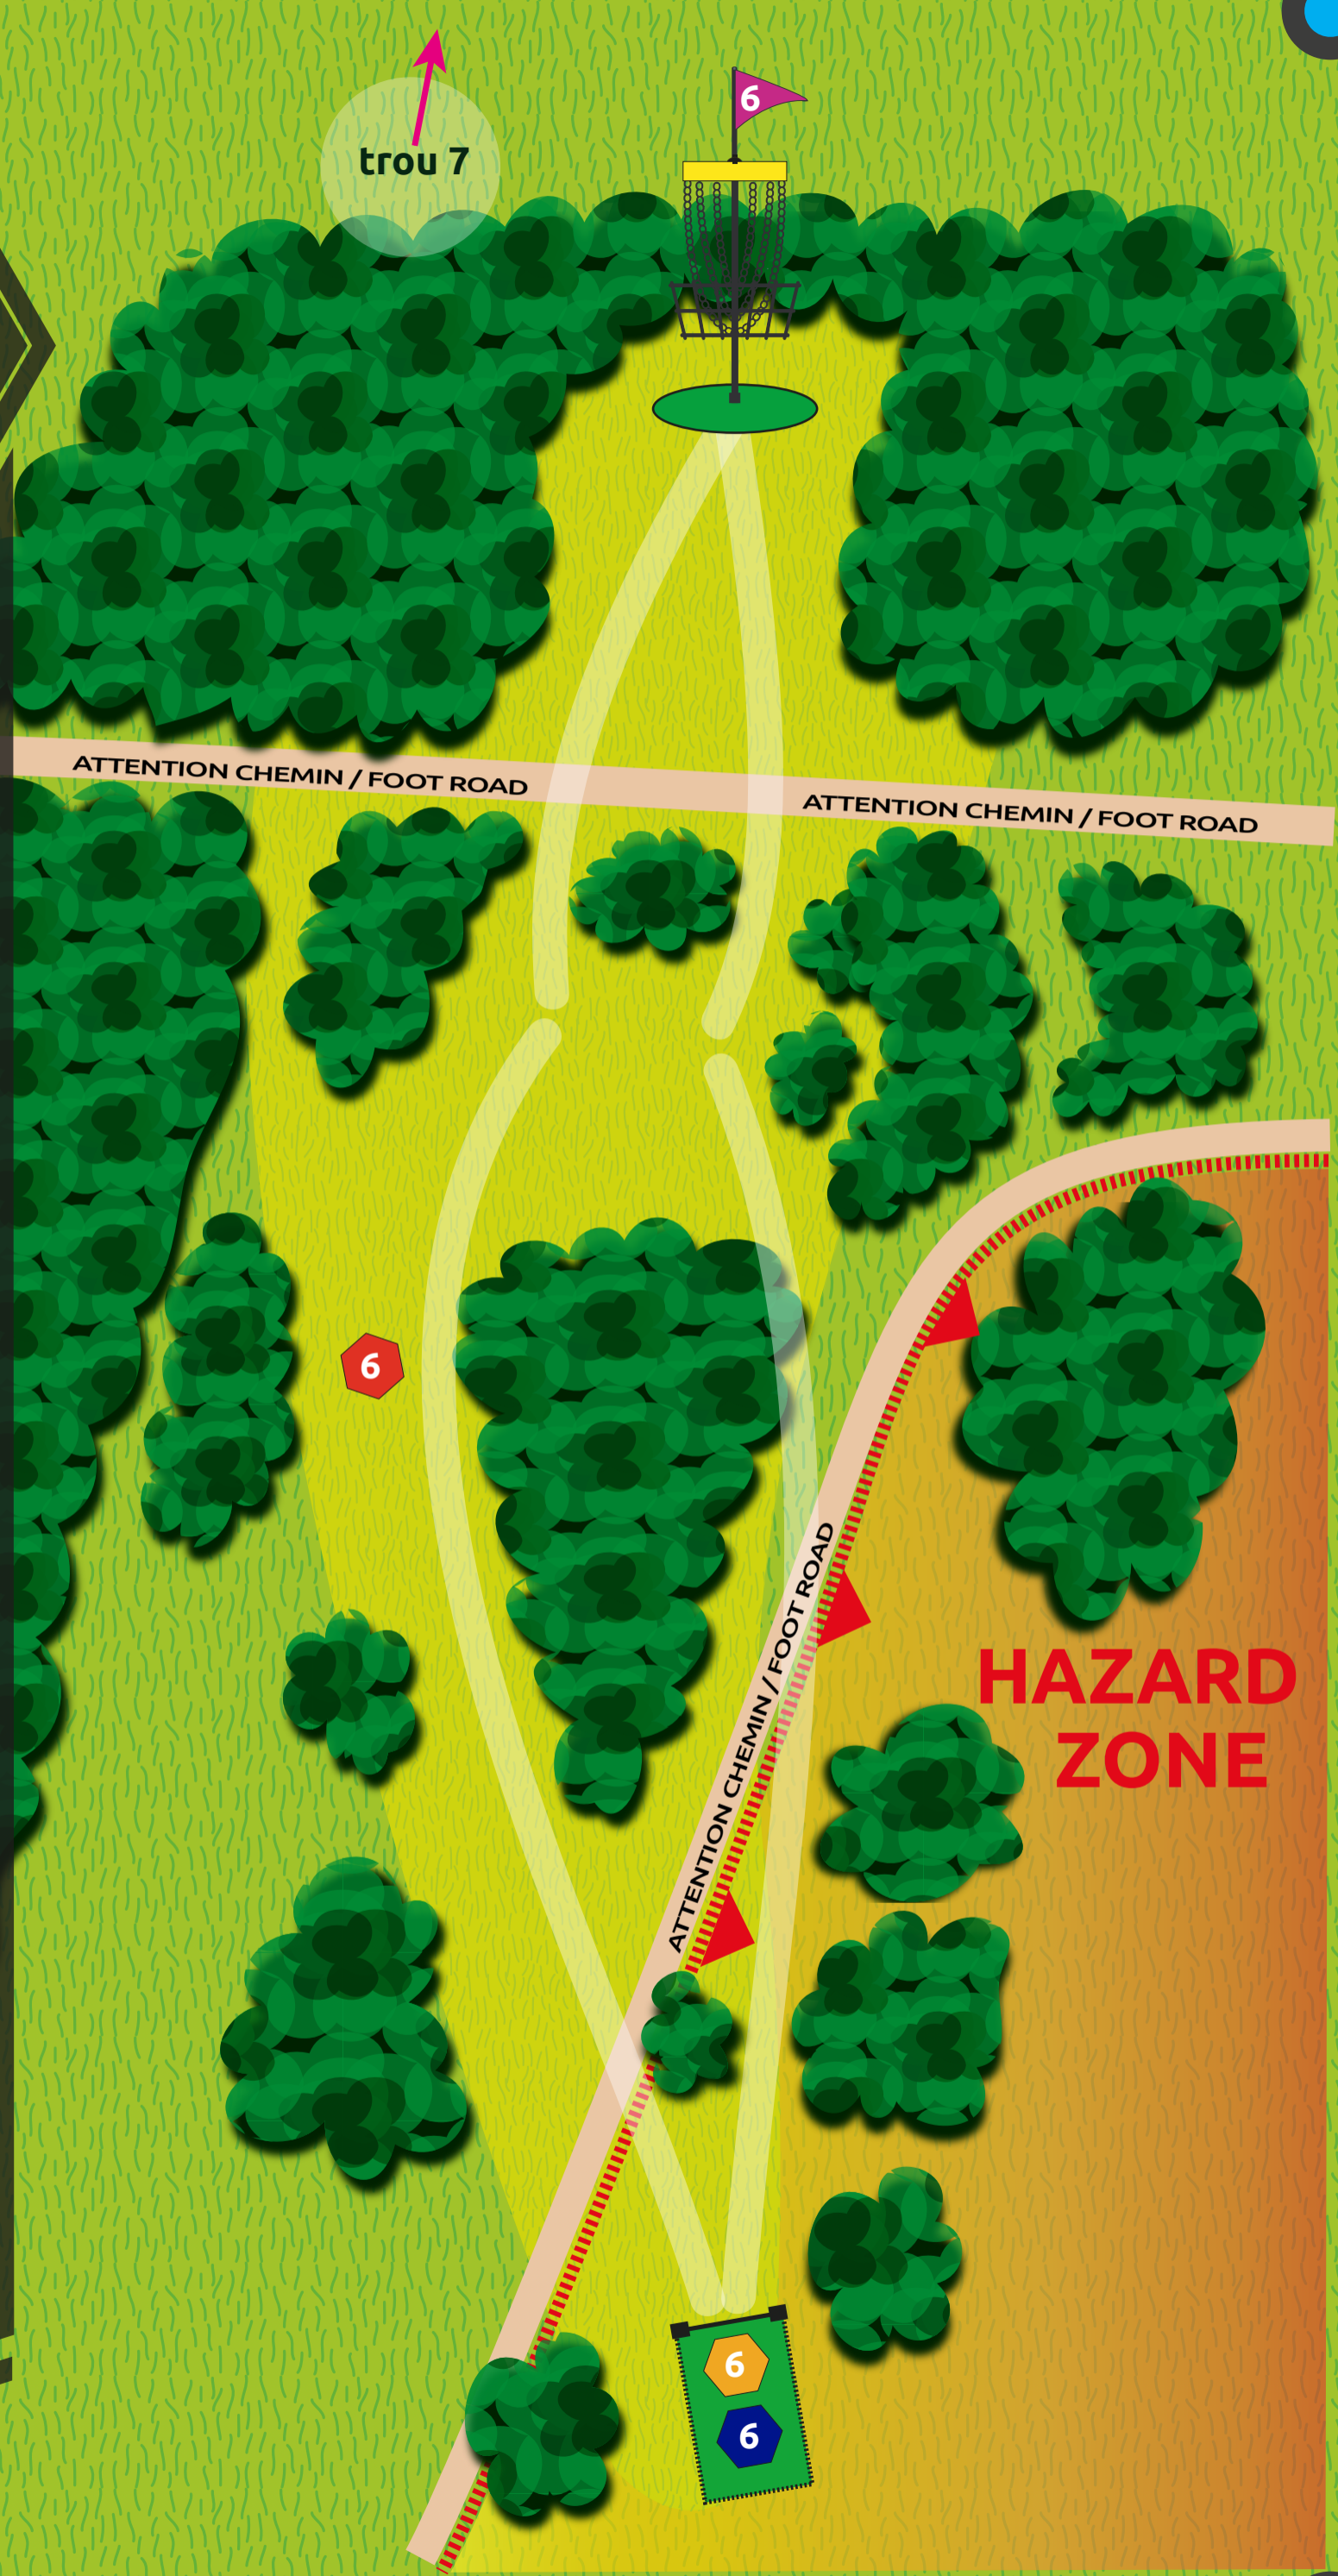 6
trou 7
ATTENTION CHEMIN / FOOT ROAD
ATTENTION CHEMIN / FOOT ROAD
6
ATTENTION CHEMIN / FOOT ROAD
HAZARD
ZONE
6
6